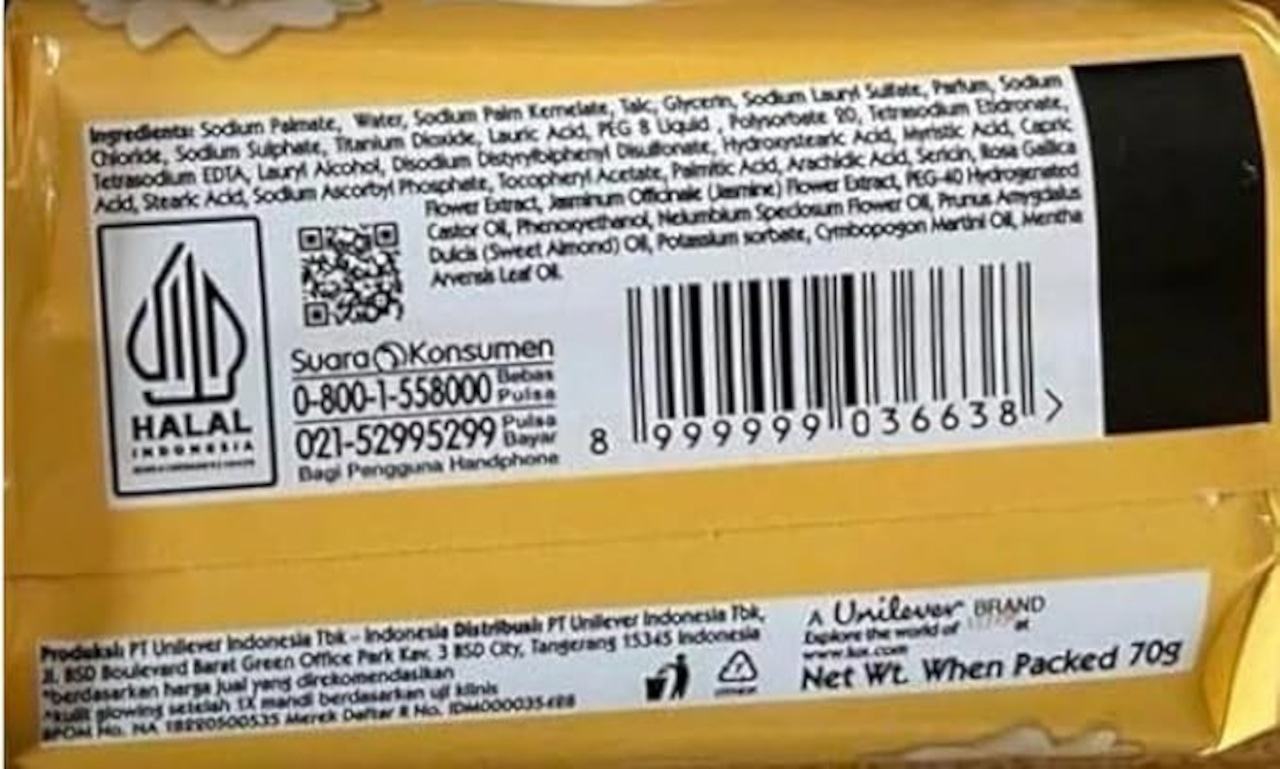 Ingredients: Sodium Palmate, Water, Sodium Palm Kernelate, Talc, Glycerin, Sodium Lauryl Sulfate, Parfum, Sodium
Chloride, Sodium Sulphate, Titanium Dioxide, Lauric Acid, PEG 8 Liquid, Polysorbate 20, Tetrasodium Etidronate,
Tetrasodium EDTA, Lauryl Alcohol, Disodium Distyrylbiphenyl Disulfonate, Hydroxystearic Acid, Myristic Acid, Capric
Acid, Stearic Acid, Sodium Ascorbyl Phosphate, Tocopheryl Acetate, Palmitic Acid, Arachidic Acid, Sericin, Rosa Gallica
Flower Extract, Jasminum Officinale (Jasmine) Flower Extract, PEG-40 Hydrogenated
Castor Oil, Phenoxyethanol, Nelumbium Speciosum Flower Oil, Prunus Amygdalus
Dulcis (Sweet Almond) Oil, Potassium sorbate, Cymbopogon Martini Oil, Mentha
Arvensis Leaf Oil.
HALAL
INDONESIA
Suara Konsumen
0-800-1-558000 Bebas Pulsa
021-52995299 Pulsa Bayar
Bagi Pengguna Handphone
8 999999 036638 >
Produksi: PT Unilever Indonesia Tbk - Indonesia Distribusi: PT Unilever Indonesia Tbk,
Jl. BSD Boulevard Barat Green Office Park Kav. 3 BSD City, Tangerang 15345 Indonesia
*berdasarkan harga jual yang direkomendasikan
*kulit glowing setelah 1X mandi berdasarkan uji klinis
BPOM No. NA Merek Daftar R No.
A Unilever BRAND
Explore the world of at
www.lux.com
Net Wt. When Packed 70g